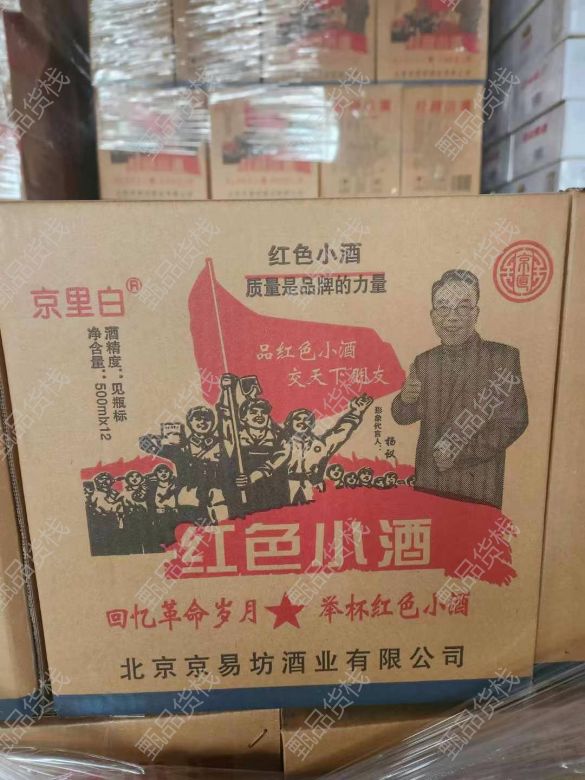 红色小酒
质量是品牌的力量
京里白®
酒精度：见瓶标
净含量：500mlx12
品红色小酒
交天下朋友
形象代言人：
红色小酒
回忆革命岁月★举杯红色小酒
北京京易坊酒业有限公司
甄品货栈